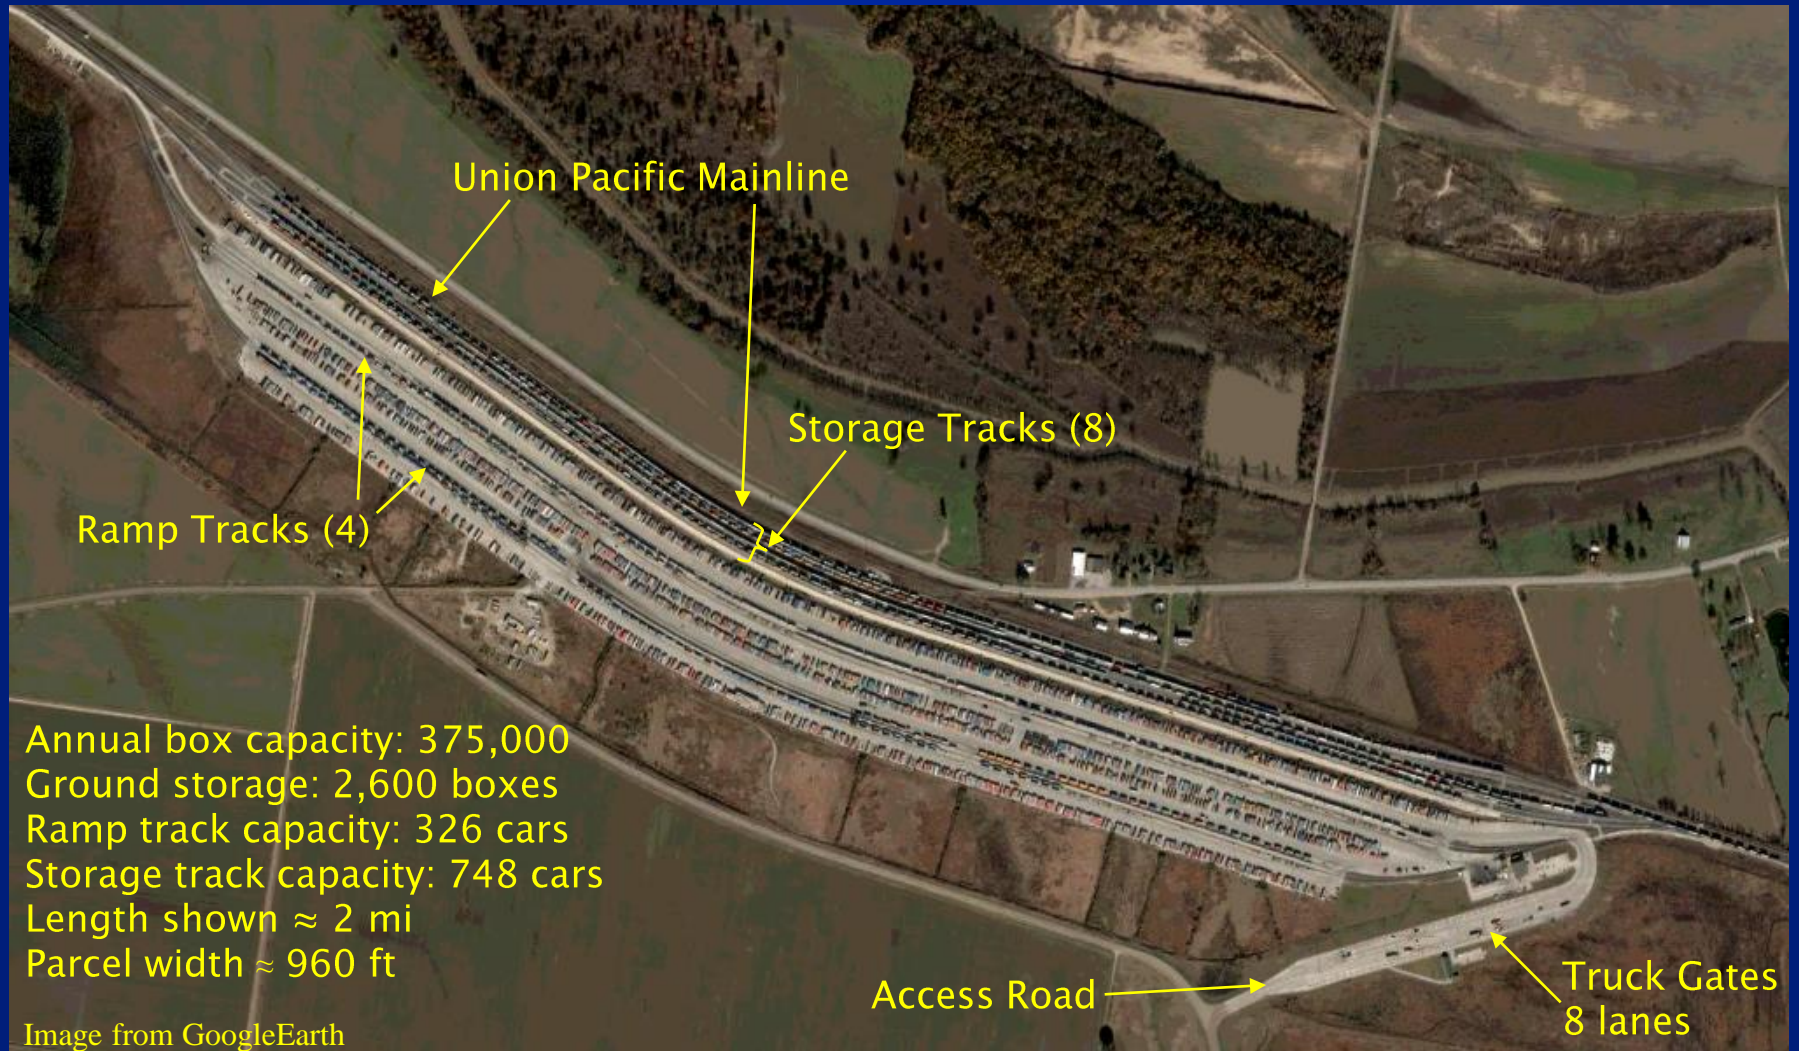 Union Pacific Mainline
Storage Tracks (8)
Ramp Tracks (4)
Annual box capacity: 375,000
Ground storage: 2,600 boxes
Ramp track capacity: 326 cars
Storage track capacity: 748 cars
Length shown ≈ 2 mi
Parcel width ≈ 960 ft
Access Road
Truck Gates
8 lanes
Image from GoogleEarth